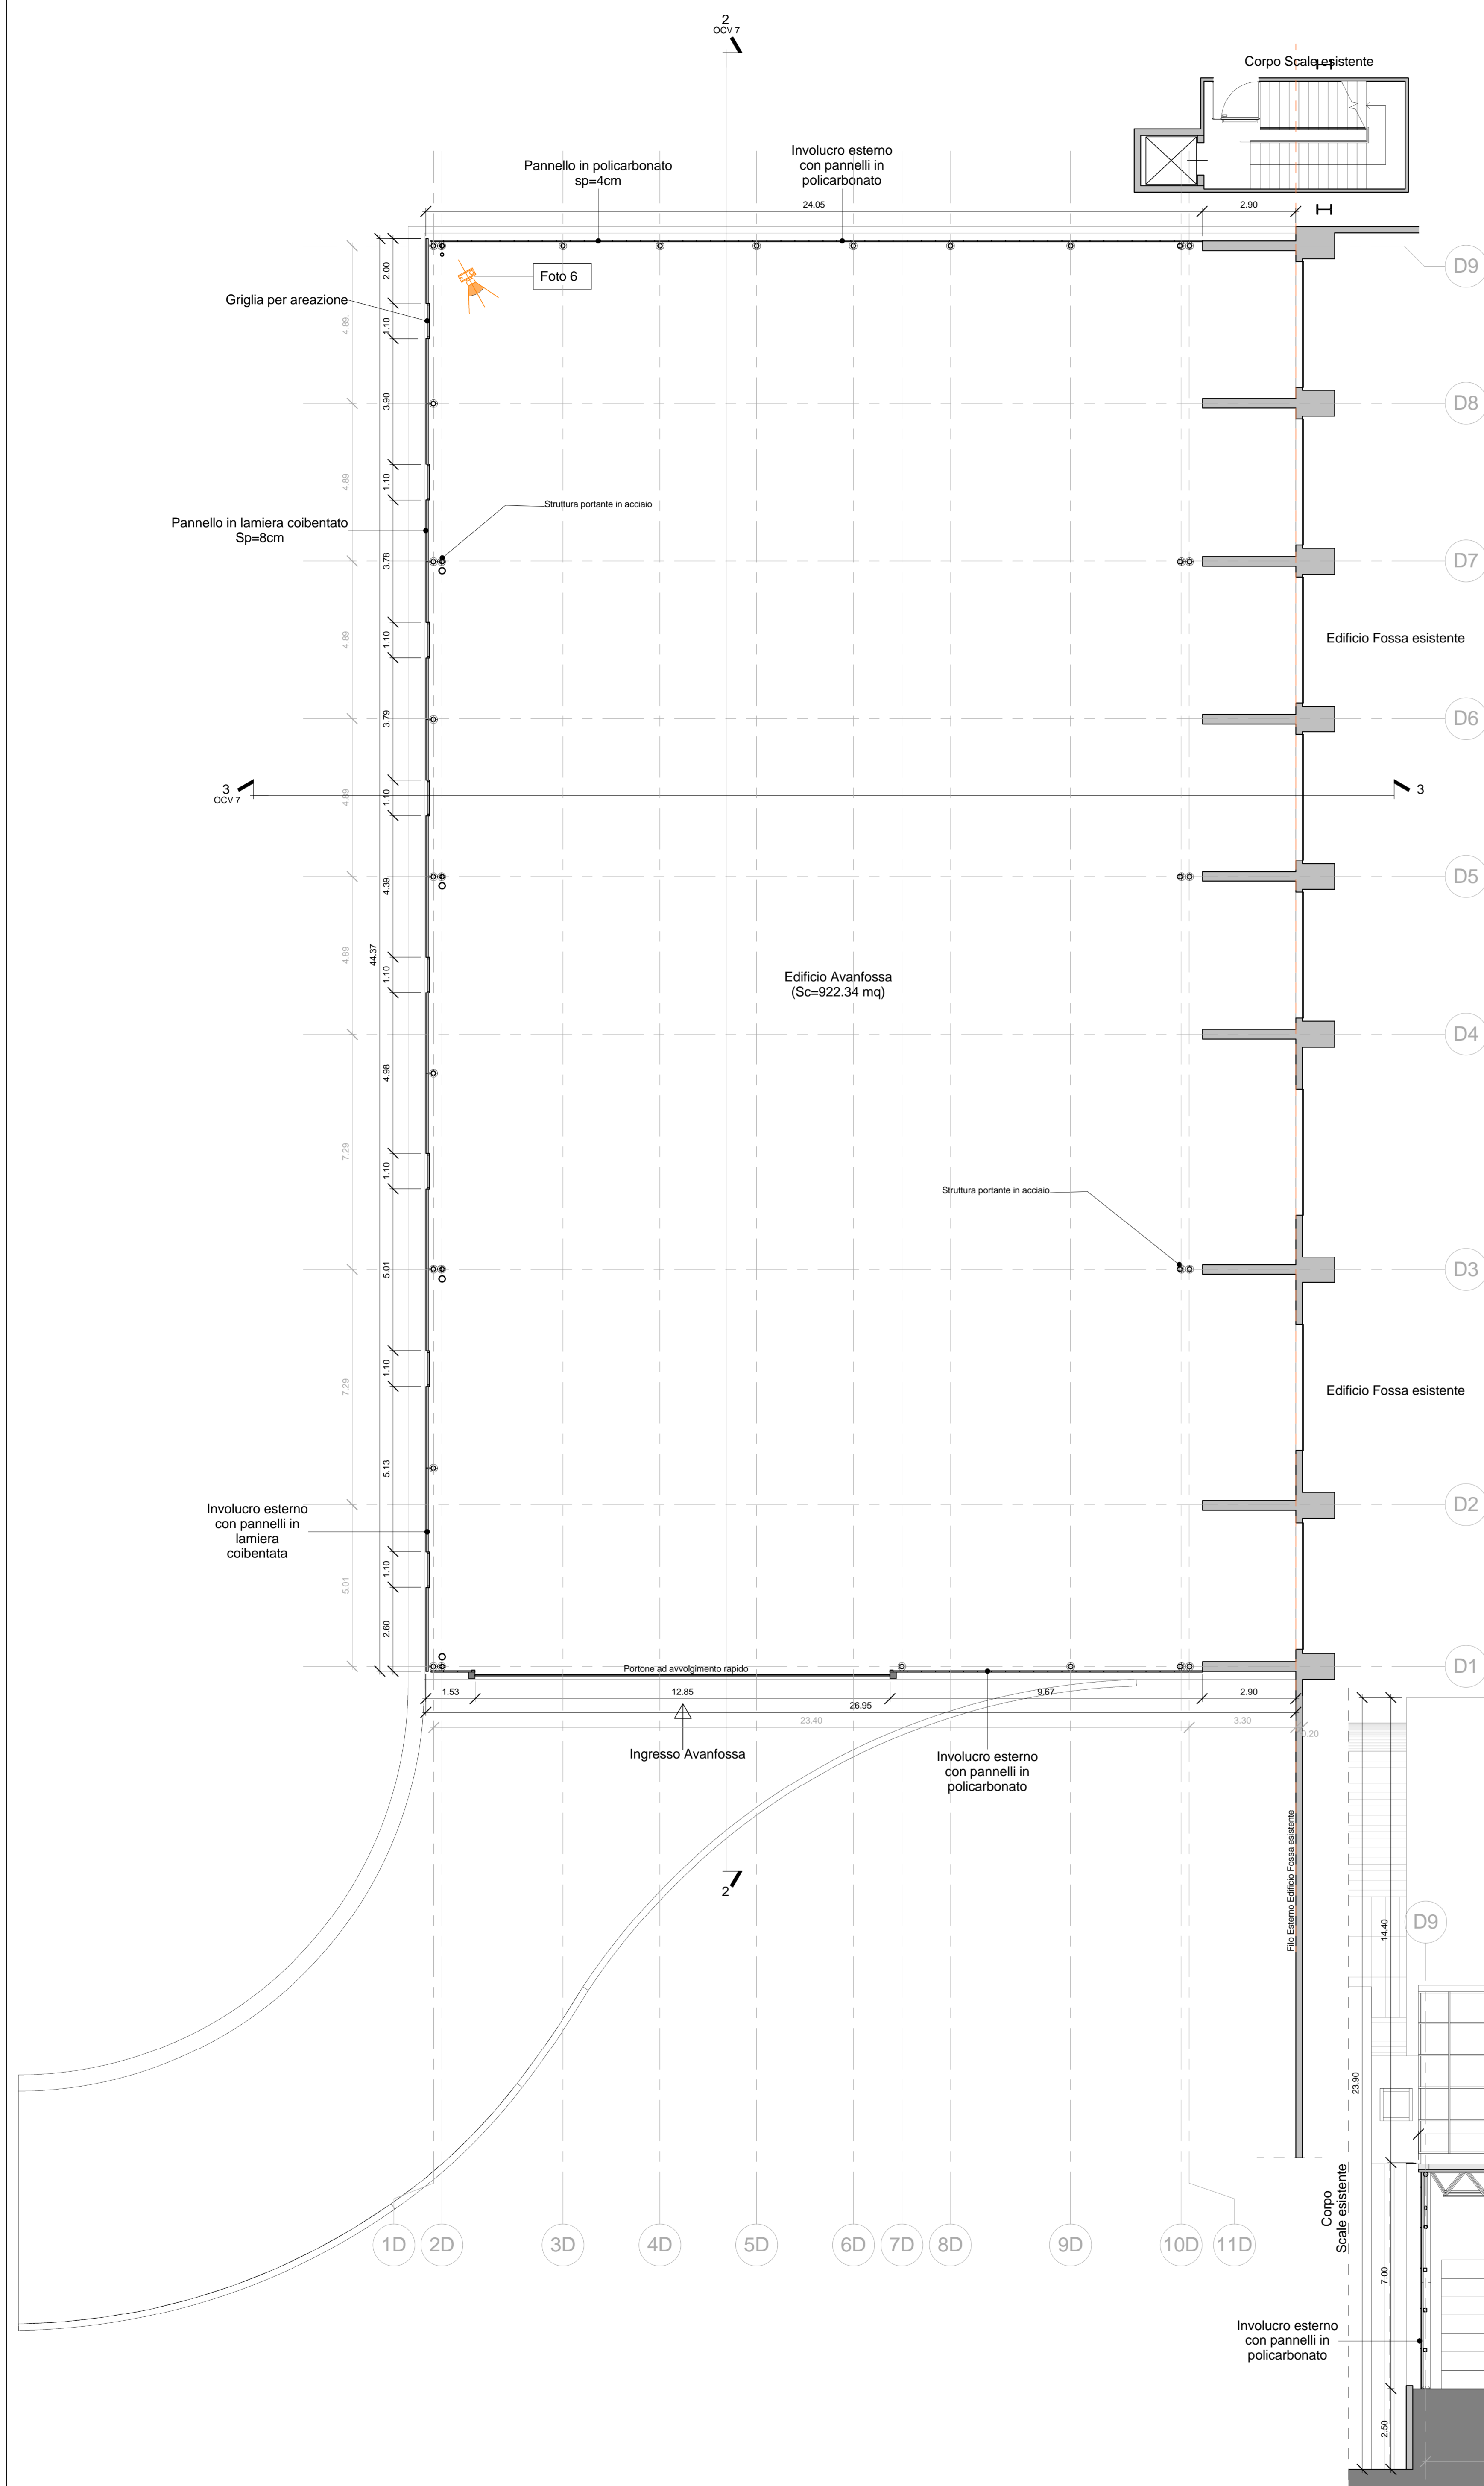 2
OCV 7
Corpo Scale esistente
H
Pannello in policarbonato
sp=4cm
Involucro esterno
con pannelli in
policarbonato
24.05
2.90
H
D9
Foto 6
Griglia per areazione
2.00
1.10
3.90
1.10
3.78
1.10
3.79
1.10
4.39
1.10
4.98
1.10
5.01
1.10
5.13
1.10
2.60
44.37
4.89
4.89
4.89
4.89
4.89
7.29
7.29
5.01
D8
Struttura portante in acciaio
Pannello in lamiera coibentato
Sp=8cm
D7
Edificio Fossa esistente
D6
3
OCV 7
3
D5
Edificio Avanfossa
(Sc=922.34 mq)
D4
Struttura portante in acciaio
D3
Edificio Fossa esistente
D2
Involucro esterno
con pannelli in
lamiera
coibentata
Portone ad avvolgimento rapido
D1
1.53
12.85
9.67
2.90
26.95
23.40
3.30
0.20
Ingresso Avanfossa
Involucro esterno
con pannelli in
policarbonato
2
Filo Esterno Edificio Fossa esistente
D9
14.40
23.90
Corpo
Scale esistente
1D
2D
3D
4D
5D
6D
7D
8D
9D
10D
11D
7.00
Involucro esterno
con pannelli in
policarbonato
2.50